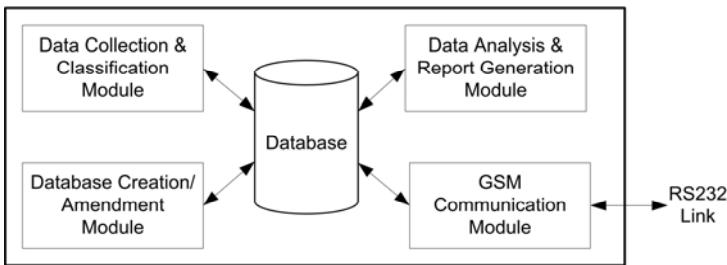 Data Collection &
Classification
Module
Data Analysis &
Report Generation
Module
Database
Database Creation/
Amendment
Module
GSM
Communication
Module
RS232
Link